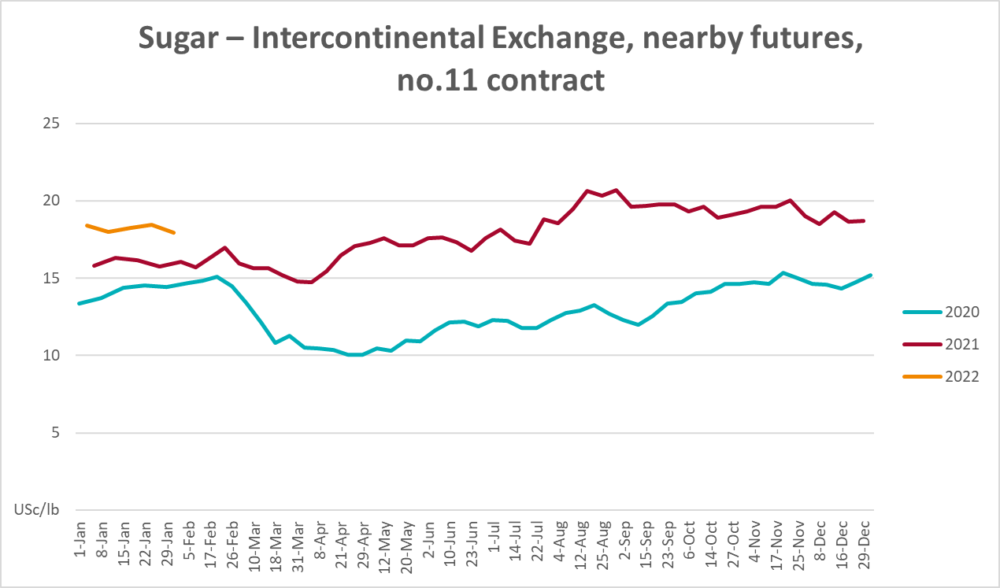 Sugar – Intercontinental Exchange, nearby futures,
no.11 contract
25
20
15
10
5
USc/lb
1-Jan
8-Jan
15-Jan
22-Jan
29-Jan
5-Feb
17-Feb
26-Feb
10-Mar
18-Mar
31-Mar
8-Apr
21-Apr
29-Apr
12-May
20-May
2-Jun
10-Jun
23-Jun
1-Jul
14-Jul
22-Jul
4-Aug
12-Aug
25-Aug
2-Sep
15-Sep
23-Sep
6-Oct
14-Oct
27-Oct
4-Nov
17-Nov
25-Nov
8-Dec
16-Dec
29-Dec
2020
2021
2022